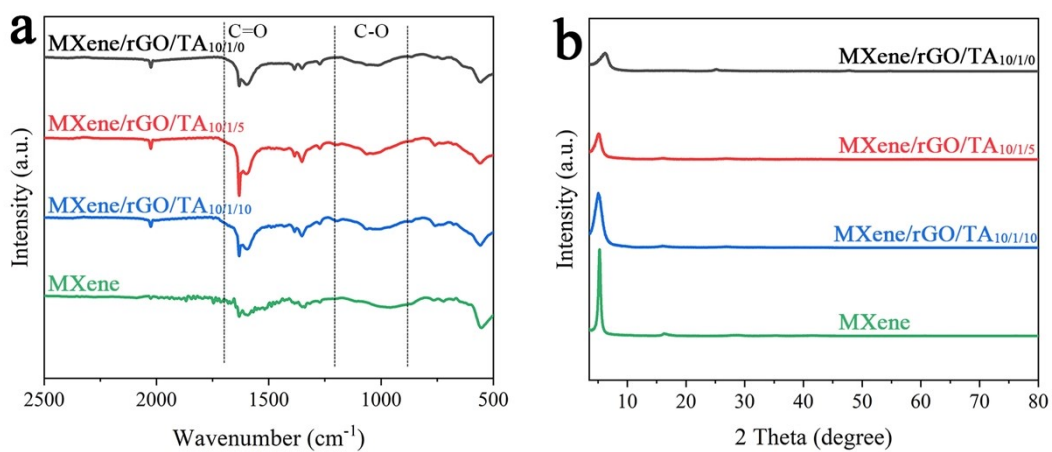 a
C=O
C-O
MXene/rGO/TA10/1/0
MXene/rGO/TA10/1/5
MXene/rGO/TA10/1/10
MXene
Intensity (a.u.)
2500 2000 1500 1000 500
Wavenumber (cm-1)
b
MXene/rGO/TA10/1/0
MXene/rGO/TA10/1/5
MXene/rGO/TA10/1/10
MXene
Intensity (a.u.)
10 20 30 40 50 60 70 80
2 Theta (degree)